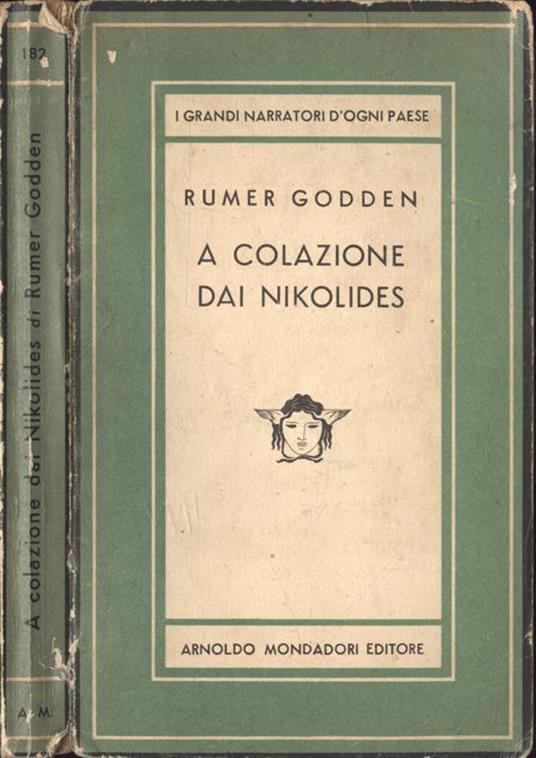 182
A colazione dai Nikolides di Rumer Godden
A. M.
I GRANDI NARRATORI D'OGNI PAESE
RUMER GODDEN
A COLAZIONE
DAI NIKOLIDES
ARNOLDO MONDADORI EDITORE